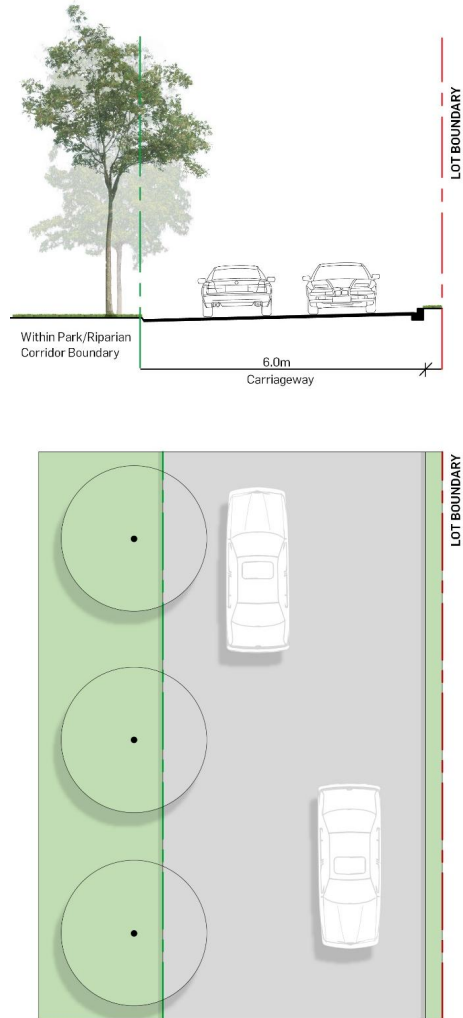 LOT BOUNDARY
Within Park/Riparian
Corridor Boundary
6.0m
Carriageway
LOT BOUNDARY